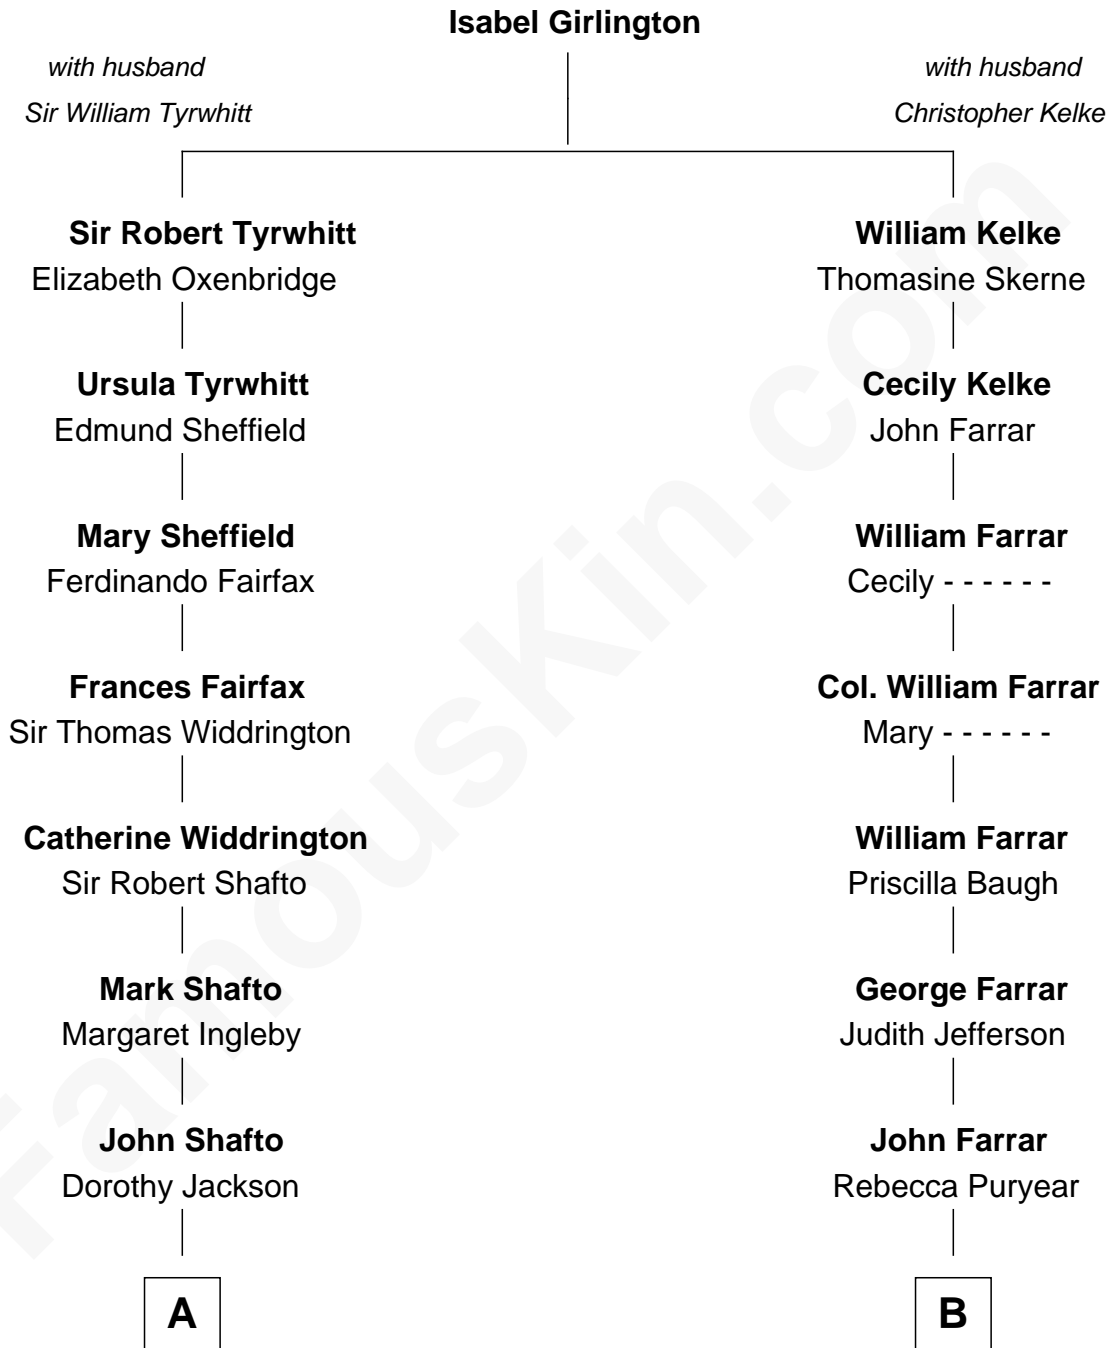 Isabel Girlington
with husband
Sir William Tyrwhitt
with husband
Christopher Kelke
Sir Robert Tyrwhitt
Elizabeth Oxenbridge
William Kelke
Thomasine Skerne
Ursula Tyrwhitt
Edmund Sheffield
Cecily Kelke
John Farrar
Mary Sheffield
Ferdinando Fairfax
William Farrar
Cecily - - - - - -
Frances Fairfax
Sir Thomas Widdrington
Col. William Farrar
Mary - - - - - -
Catherine Widdrington
Sir Robert Shafto
William Farrar
Priscilla Baugh
Mark Shafto
Margaret Ingleby
George Farrar
Judith Jefferson
John Shafto
Dorothy Jackson
John Farrar
Rebecca Puryear
A
B
FamousKin.com